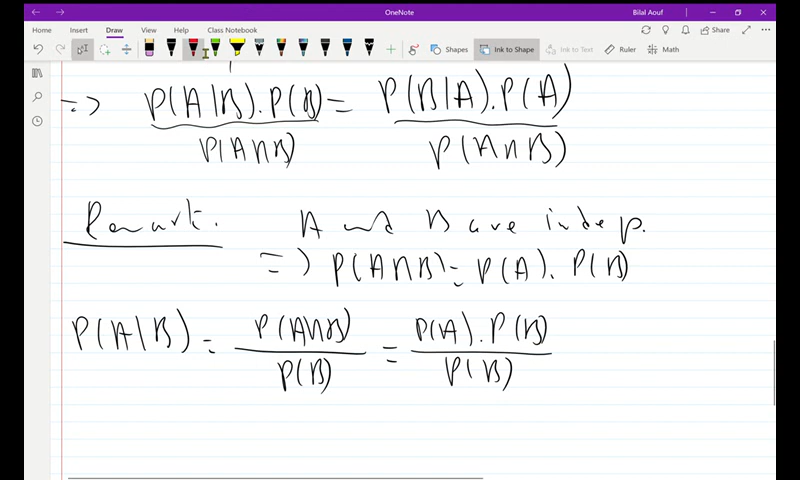 OneNote
Bilal Aouf
Home Insert Draw View Help Class Notebook
Share
Shapes Ink to Shape Ink to Text Ruler Math
=> P(A|B).P(B) = P(B|A).P(A)
P(A∩B) P(A∩B)
Remark. A and B are indep.
=> P(A∩B) = P(A). P(B)
P(A|B) = P(A∩B) / P(B) = P(A).P(B) / P(B)